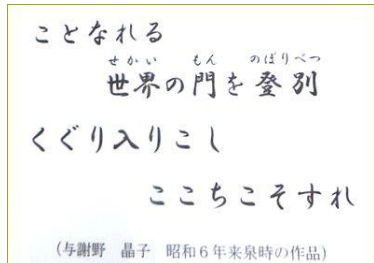 ことなれる
せかい もん のぼりべつ
世界の門を登別
くぐり入りこし
ここちこそすれ
(与謝野 晶子 昭和6年来泉時の作品)